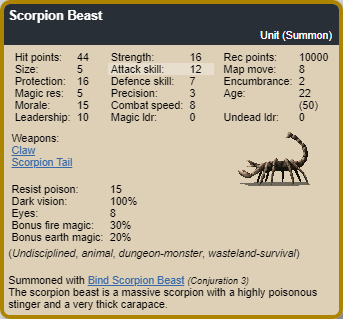 Scorpion Beast
Unit (Summon)
Hit points: 44 Strength: 16 Rec points: 10000
Size: 5 Attack skill: 12 Map move: 8
Protection: 16 Defence skill: 7 Encumbrance: 2
Magic res: 5 Precision: 3 Age: 22
Morale: 15 Combat speed: 8 (50)
Leadership: 10 Magic ldr: 0 Undead ldr: 0
Weapons:
Claw
Scorpion Tail
Resist poison: 15
Dark vision: 100%
Eyes: 8
Bonus fire magic: 30%
Bonus earth magic: 20%
(Undisciplined, animal, dungeon-monster, wasteland-survival)
Summoned with Bind Scorpion Beast (Conjuration 3)
The scorpion beast is a massive scorpion with a highly poisonous
stinger and a very thick carapace.